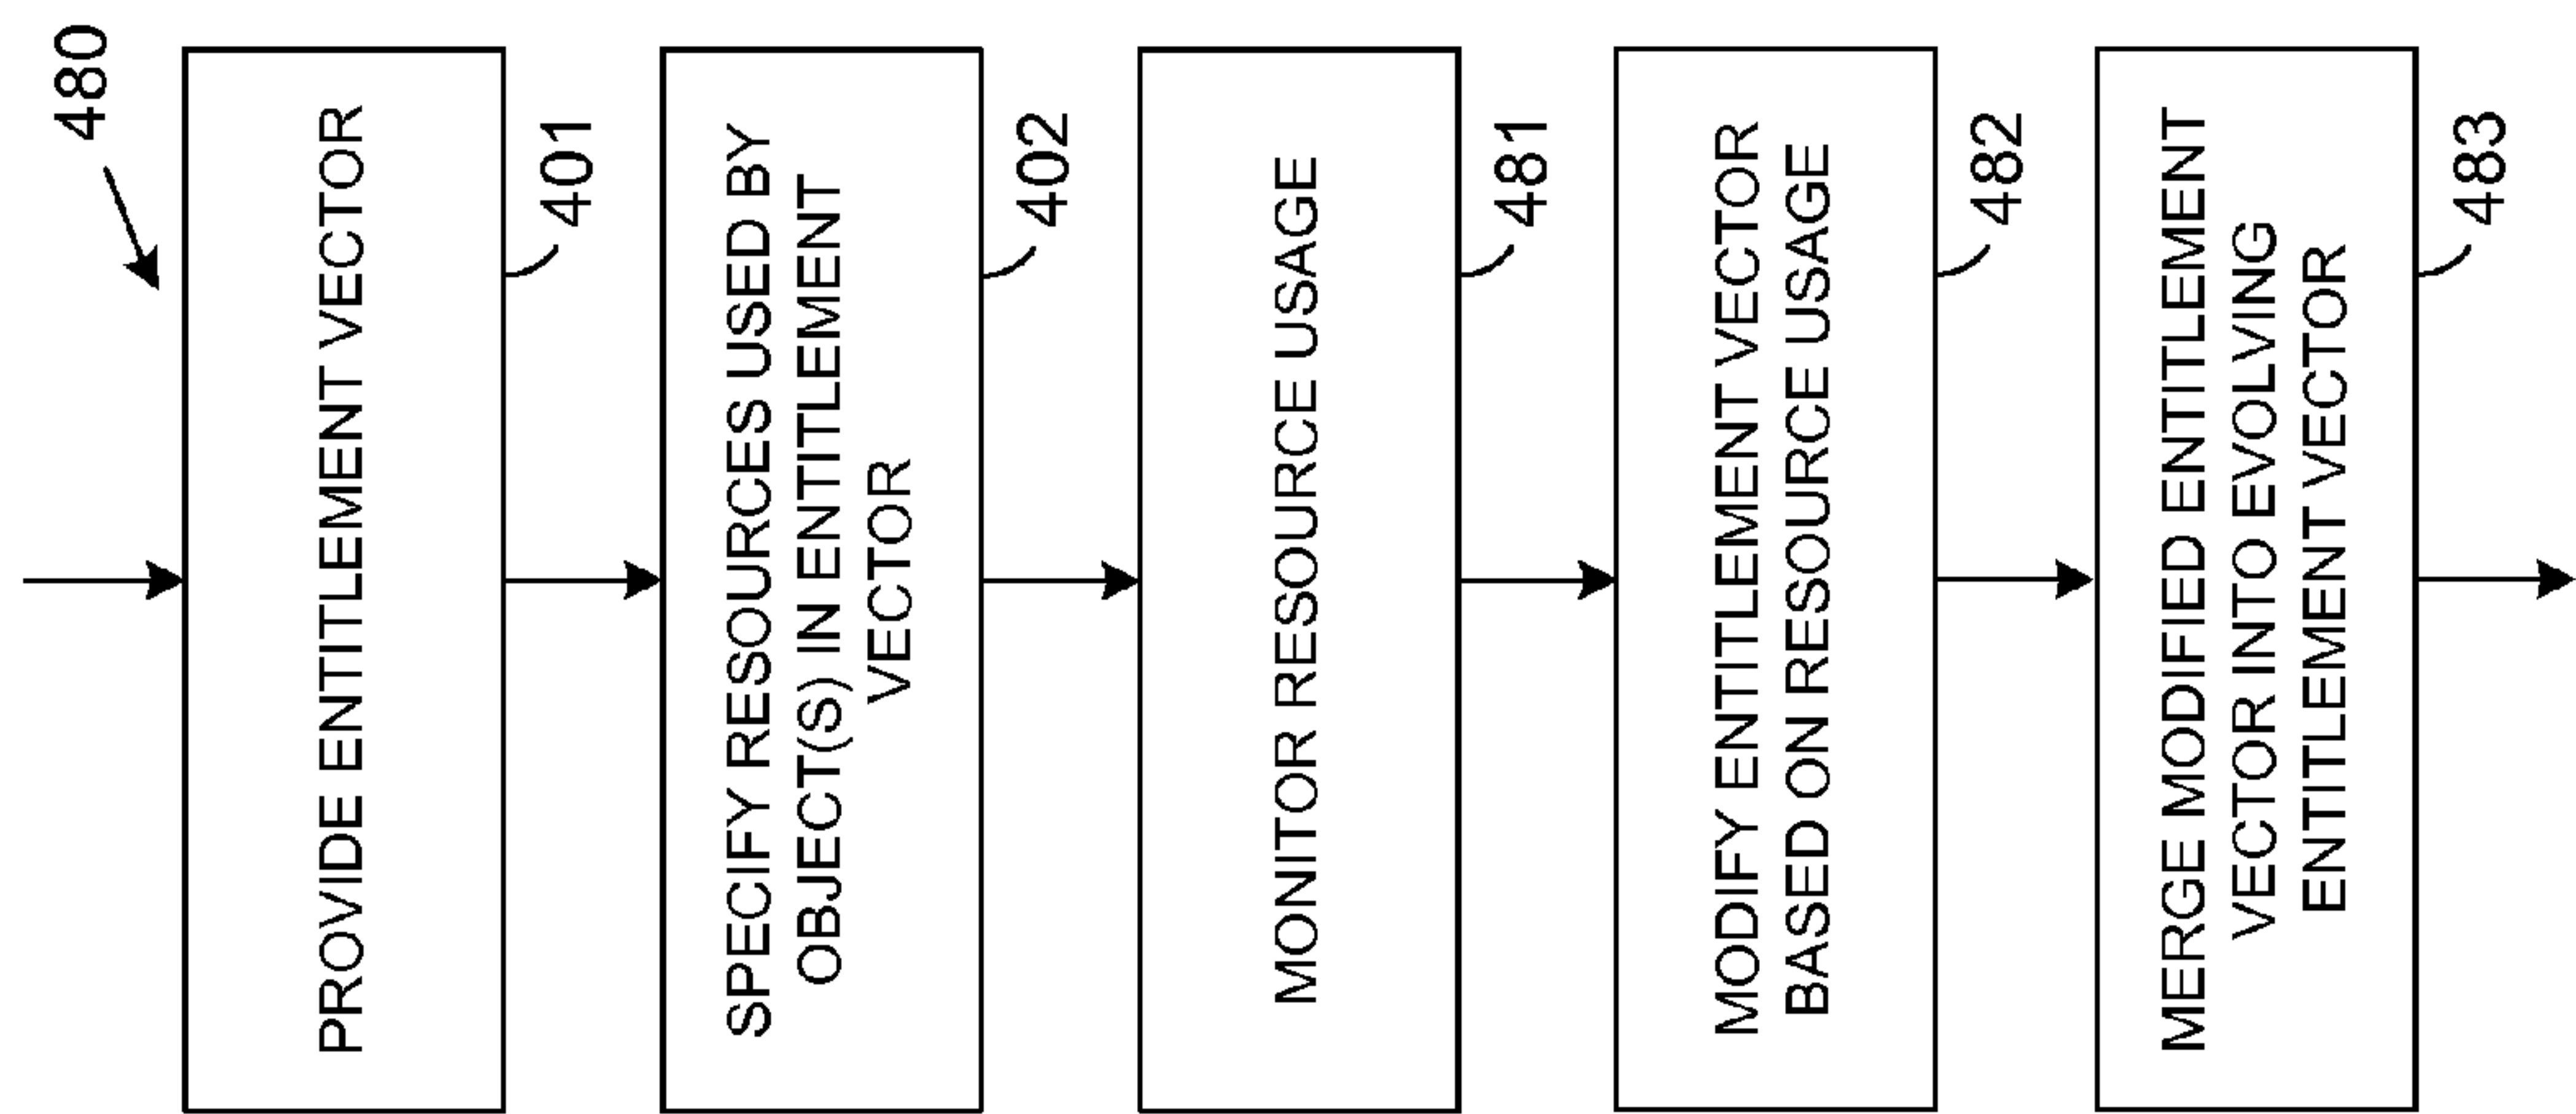 480
PROVIDE ENTITLEMENT VECTOR
401
SPECIFY RESOURCES USED BY
OBJECT(S) IN ENTITLEMENT
VECTOR
402
MONITOR RESOURCE USAGE
481
MODIFY ENTITLEMENT VECTOR
BASED ON RESOURCE USAGE
482
MERGE MODIFIED ENTITLEMENT
VECTOR INTO EVOLVING
ENTITLEMENT VECTOR
483